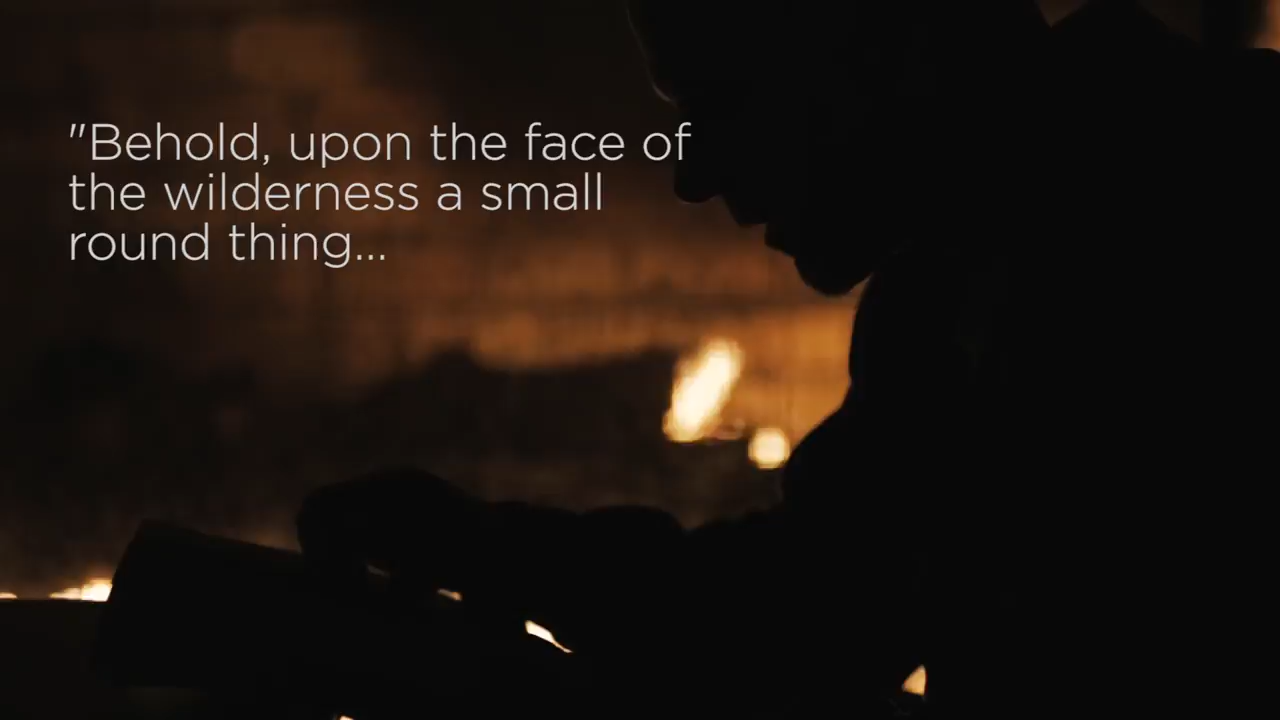 "Behold, upon the face of
the wilderness a small
round thing...